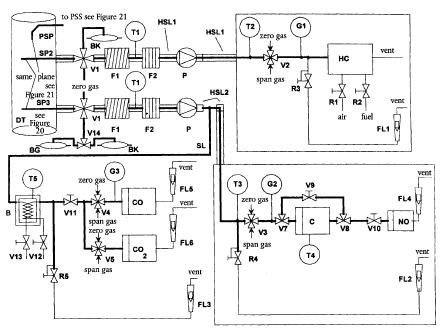 to PSS see Figure 21
PSP
HSL1
T2
G1
BK
T1
HSL1
SP2
V1
F1
F2
P
V2
HC
vent
zero gas
span gas
R3
same plane
see
Figure 21
SP3
zero gas
T1
HSL2
R1
R2
air
fuel
FL1
V1
F1
F2
P
see
Figure
20
DT
V14
BG
BK
SL
vent
T5
zero gas
G3
FL5
CO
B
V11
V4
span gas
zero gas
vent
FL6
CO
2
V5
span gas
V13
V12
R5
vent
FL3
T3
zero gas
G2
V9
vent
FL4
C
NO
V3
V7
V8
V10
span gas
R4
T4
vent
FL2